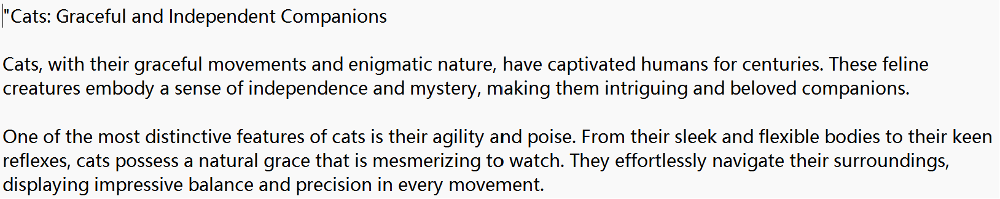 "Cats: Graceful and Independent Companions
Cats, with their graceful movements and enigmatic nature, have captivated humans for centuries. These feline
creatures embody a sense of independence and mystery, making them intriguing and beloved companions.
One of the most distinctive features of cats is their agility and poise. From their sleek and flexible bodies to their keen
reflexes, cats possess a natural grace that is mesmerizing to watch. They effortlessly navigate their surroundings,
displaying impressive balance and precision in every movement.